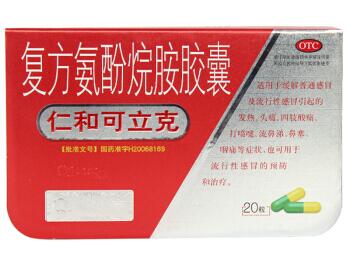 复方氨酚烷胺胶囊
OTC
仁和可立克
【批准文号】国药准字H20068169
适用于缓解普通感冒
及流行性感冒引起的
发热、头痛、四肢酸痛、
打喷嚏、流鼻涕、鼻塞、
咽痛等症状、也可用于
流行性感冒的预防
和治疗。
20粒